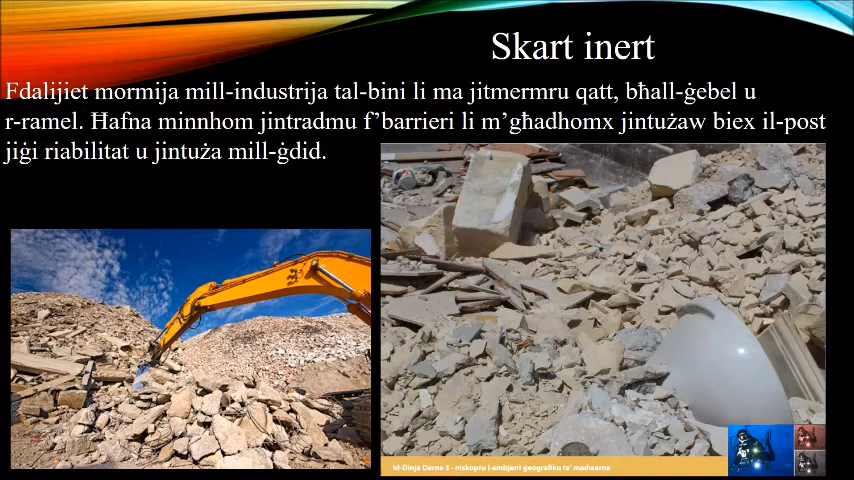 Skart inert
Fdalijiet mormija mill-industrija tal-bini li ma jitmermru qatt, bħall-ġebel u
r-ramel. Ħafna minnhom jintradmu f’barrieri li m’għadhomx jintużaw biex il-post
jiġi riabilitat u jintuża mill-ġdid.
Id-Dinja Darna 3 - niskopru l-ambjent ġeografiku ta' madwarna